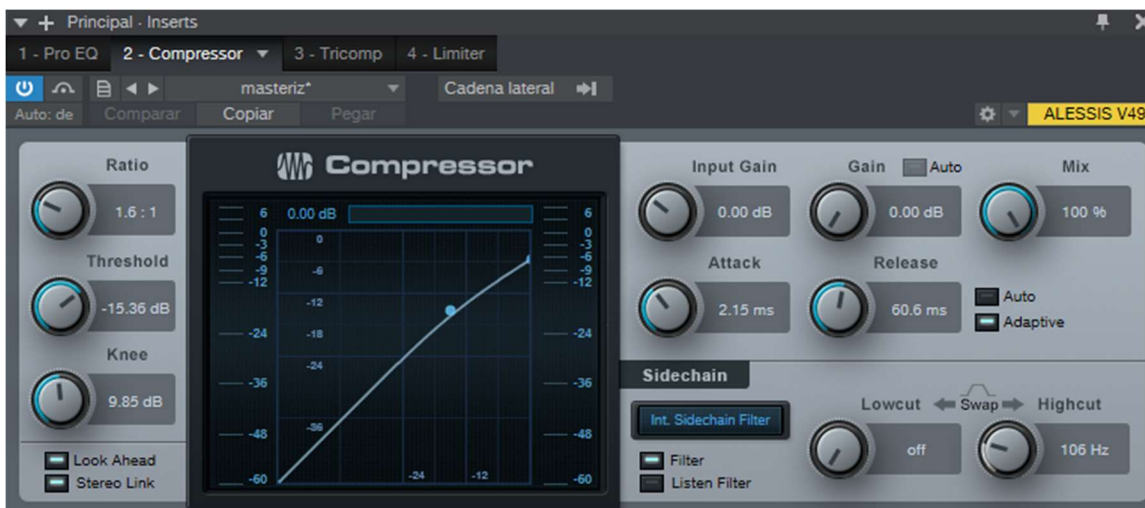 Principal - Inserts
1 - Pro EQ 2 - Compressor 3 - Tricomp 4 - Limiter
masteriz* Cadena lateral
Auto: de Comparar Copiar Pegar ALESSIS V49
Compressor
Ratio
1.6 : 1
Threshold
-15.36 dB
Knee
9.85 dB
Look Ahead
Stereo Link
6 0.00 dB 6
0 0 0
-3 -3
-6 -6 -6
-9 -9
-12 -12
-12
-24 -18 -24
-24
-36 -36
-36
-48 -48
-60 -24 -12 -60
Input Gain Gain Auto Mix
0.00 dB 0.00 dB 100 %
Attack Release
2.15 ms 60.6 ms Auto
Adaptive
Sidechain
Int. Sidechain Filter
Filter
Listen Filter
Lowcut Swap Highcut
off 106 Hz